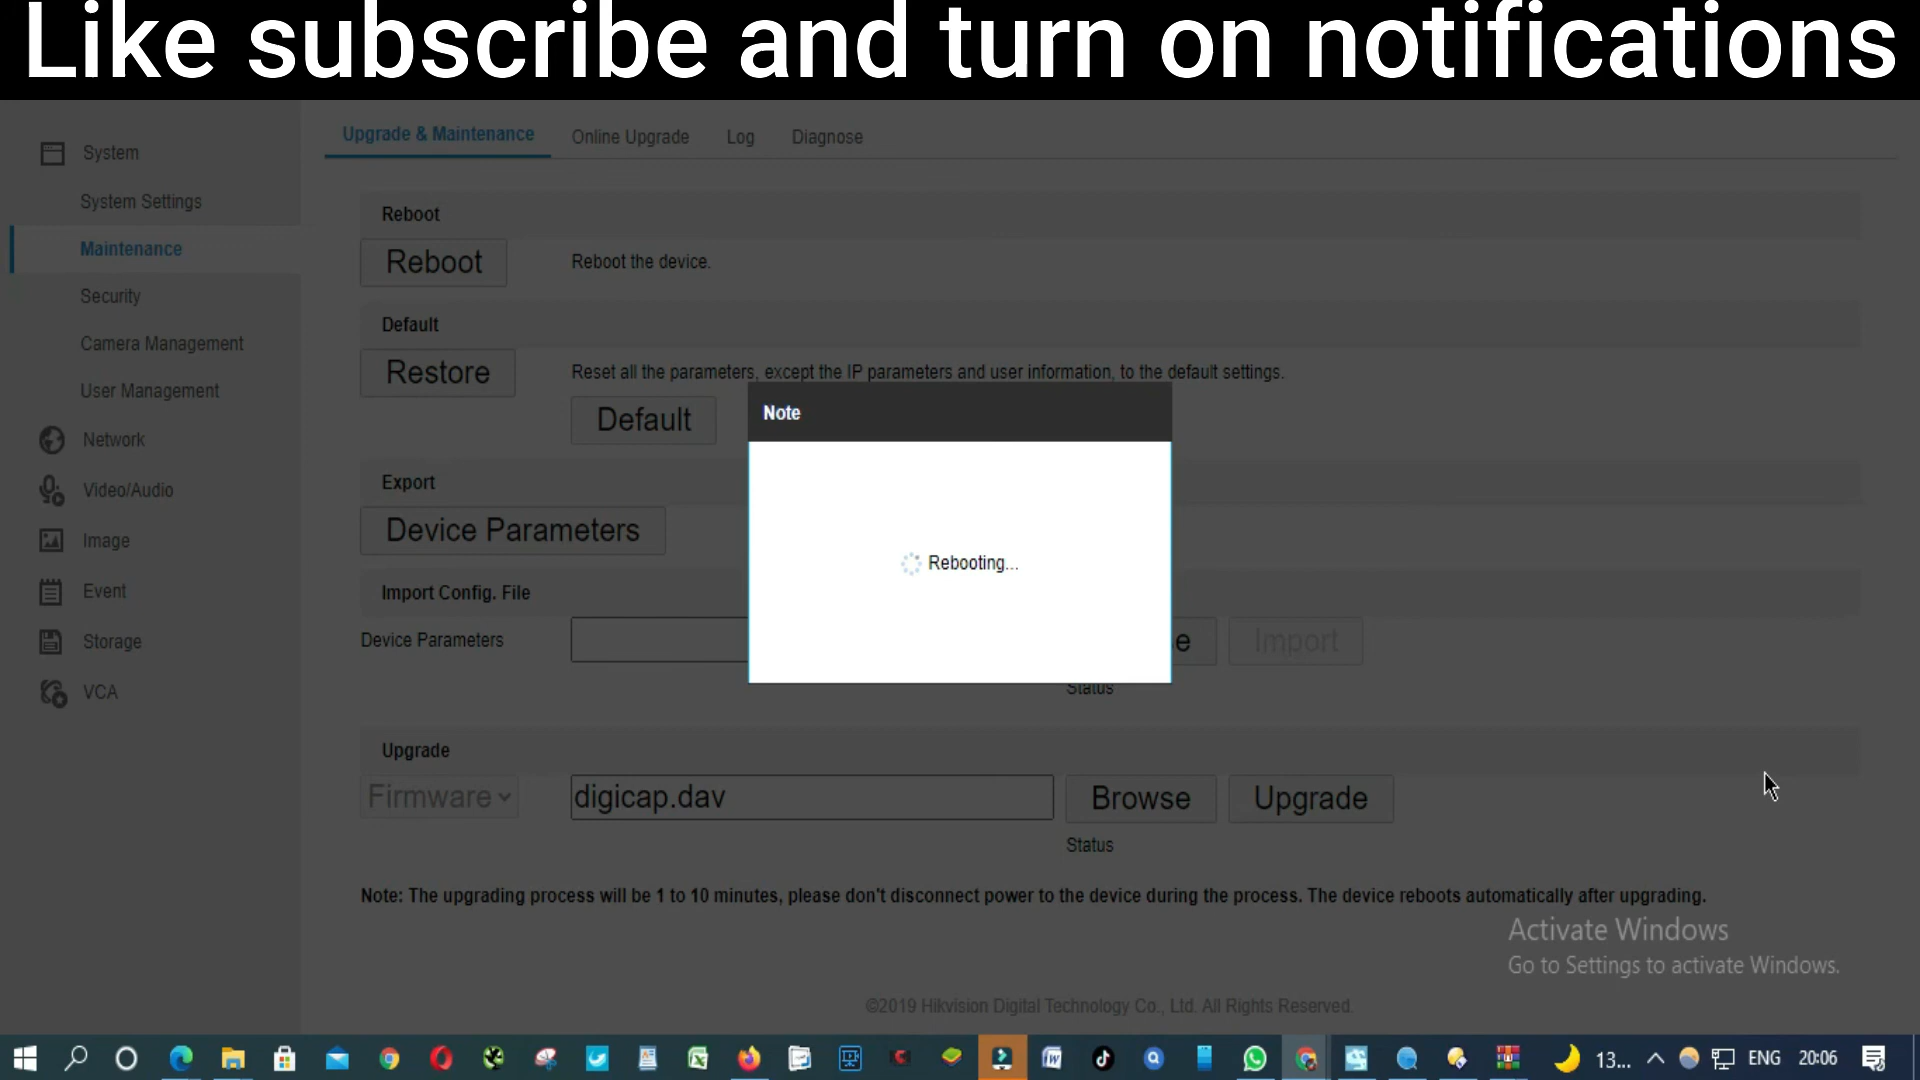 Like subscribe and turn on notifications
Upgrade & Maintenance Online Upgrade Log Diagnose
System
System Settings
Maintenance
Security
Camera Management
User Management
Network
Video/Audio
Image
Event
Storage
VCA
Reboot
Reboot Reboot the device.
Default
Restore Reset all the parameters, except the IP parameters and user information, to the default settings.
Default
Note
Rebooting...
Export
Device Parameters
Import Config. File
Device Parameters e Import
Status
Upgrade
Firmware digicap.dav Browse Upgrade
Status
Note: The upgrading process will be 1 to 10 minutes, please don't disconnect power to the device during the process. The device reboots automatically after upgrading.
Activate Windows
Go to Settings to activate Windows.
©2019 Hikvision Digital Technology Co., Ltd. All Rights Reserved.
13... ENG 20:06